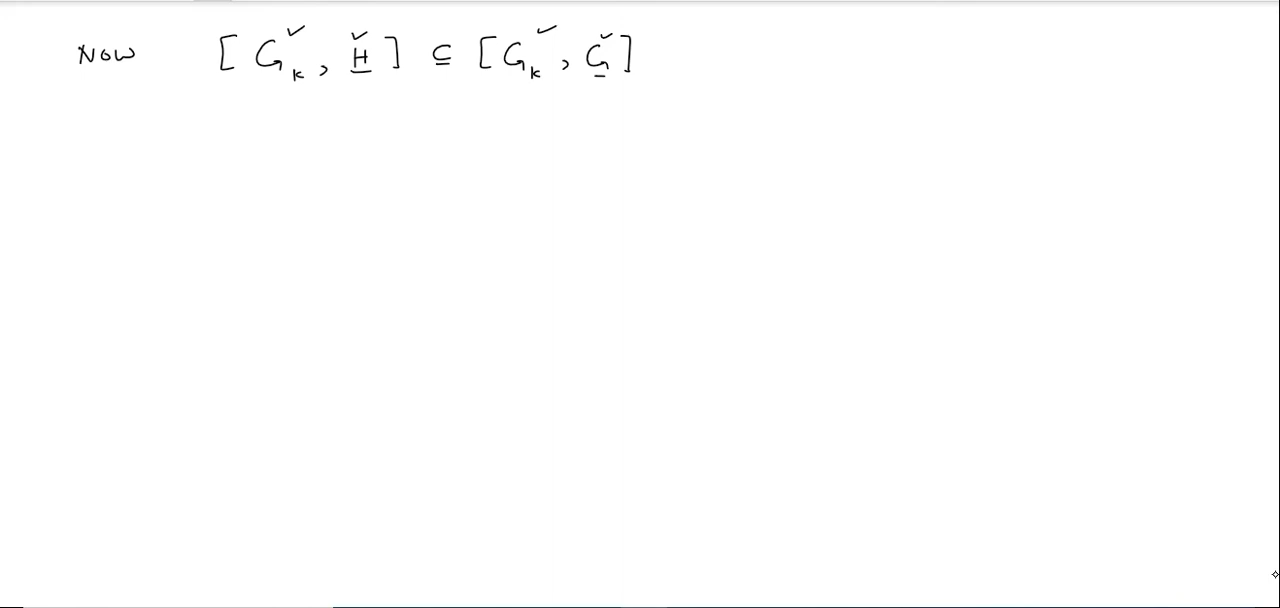 Now [ G_k , H ] ⊆ [ G_k , G ]